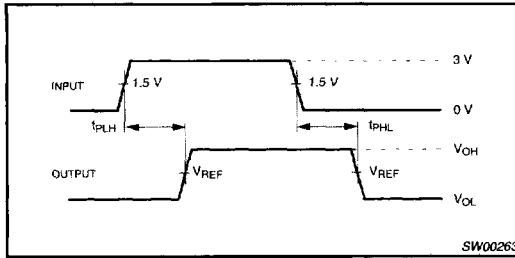 3 V
INPUT
1.5 V
1.5 V
0 V
tPLH
tPHL
VOH
OUTPUT
VREF
VREF
VOL
SW00263